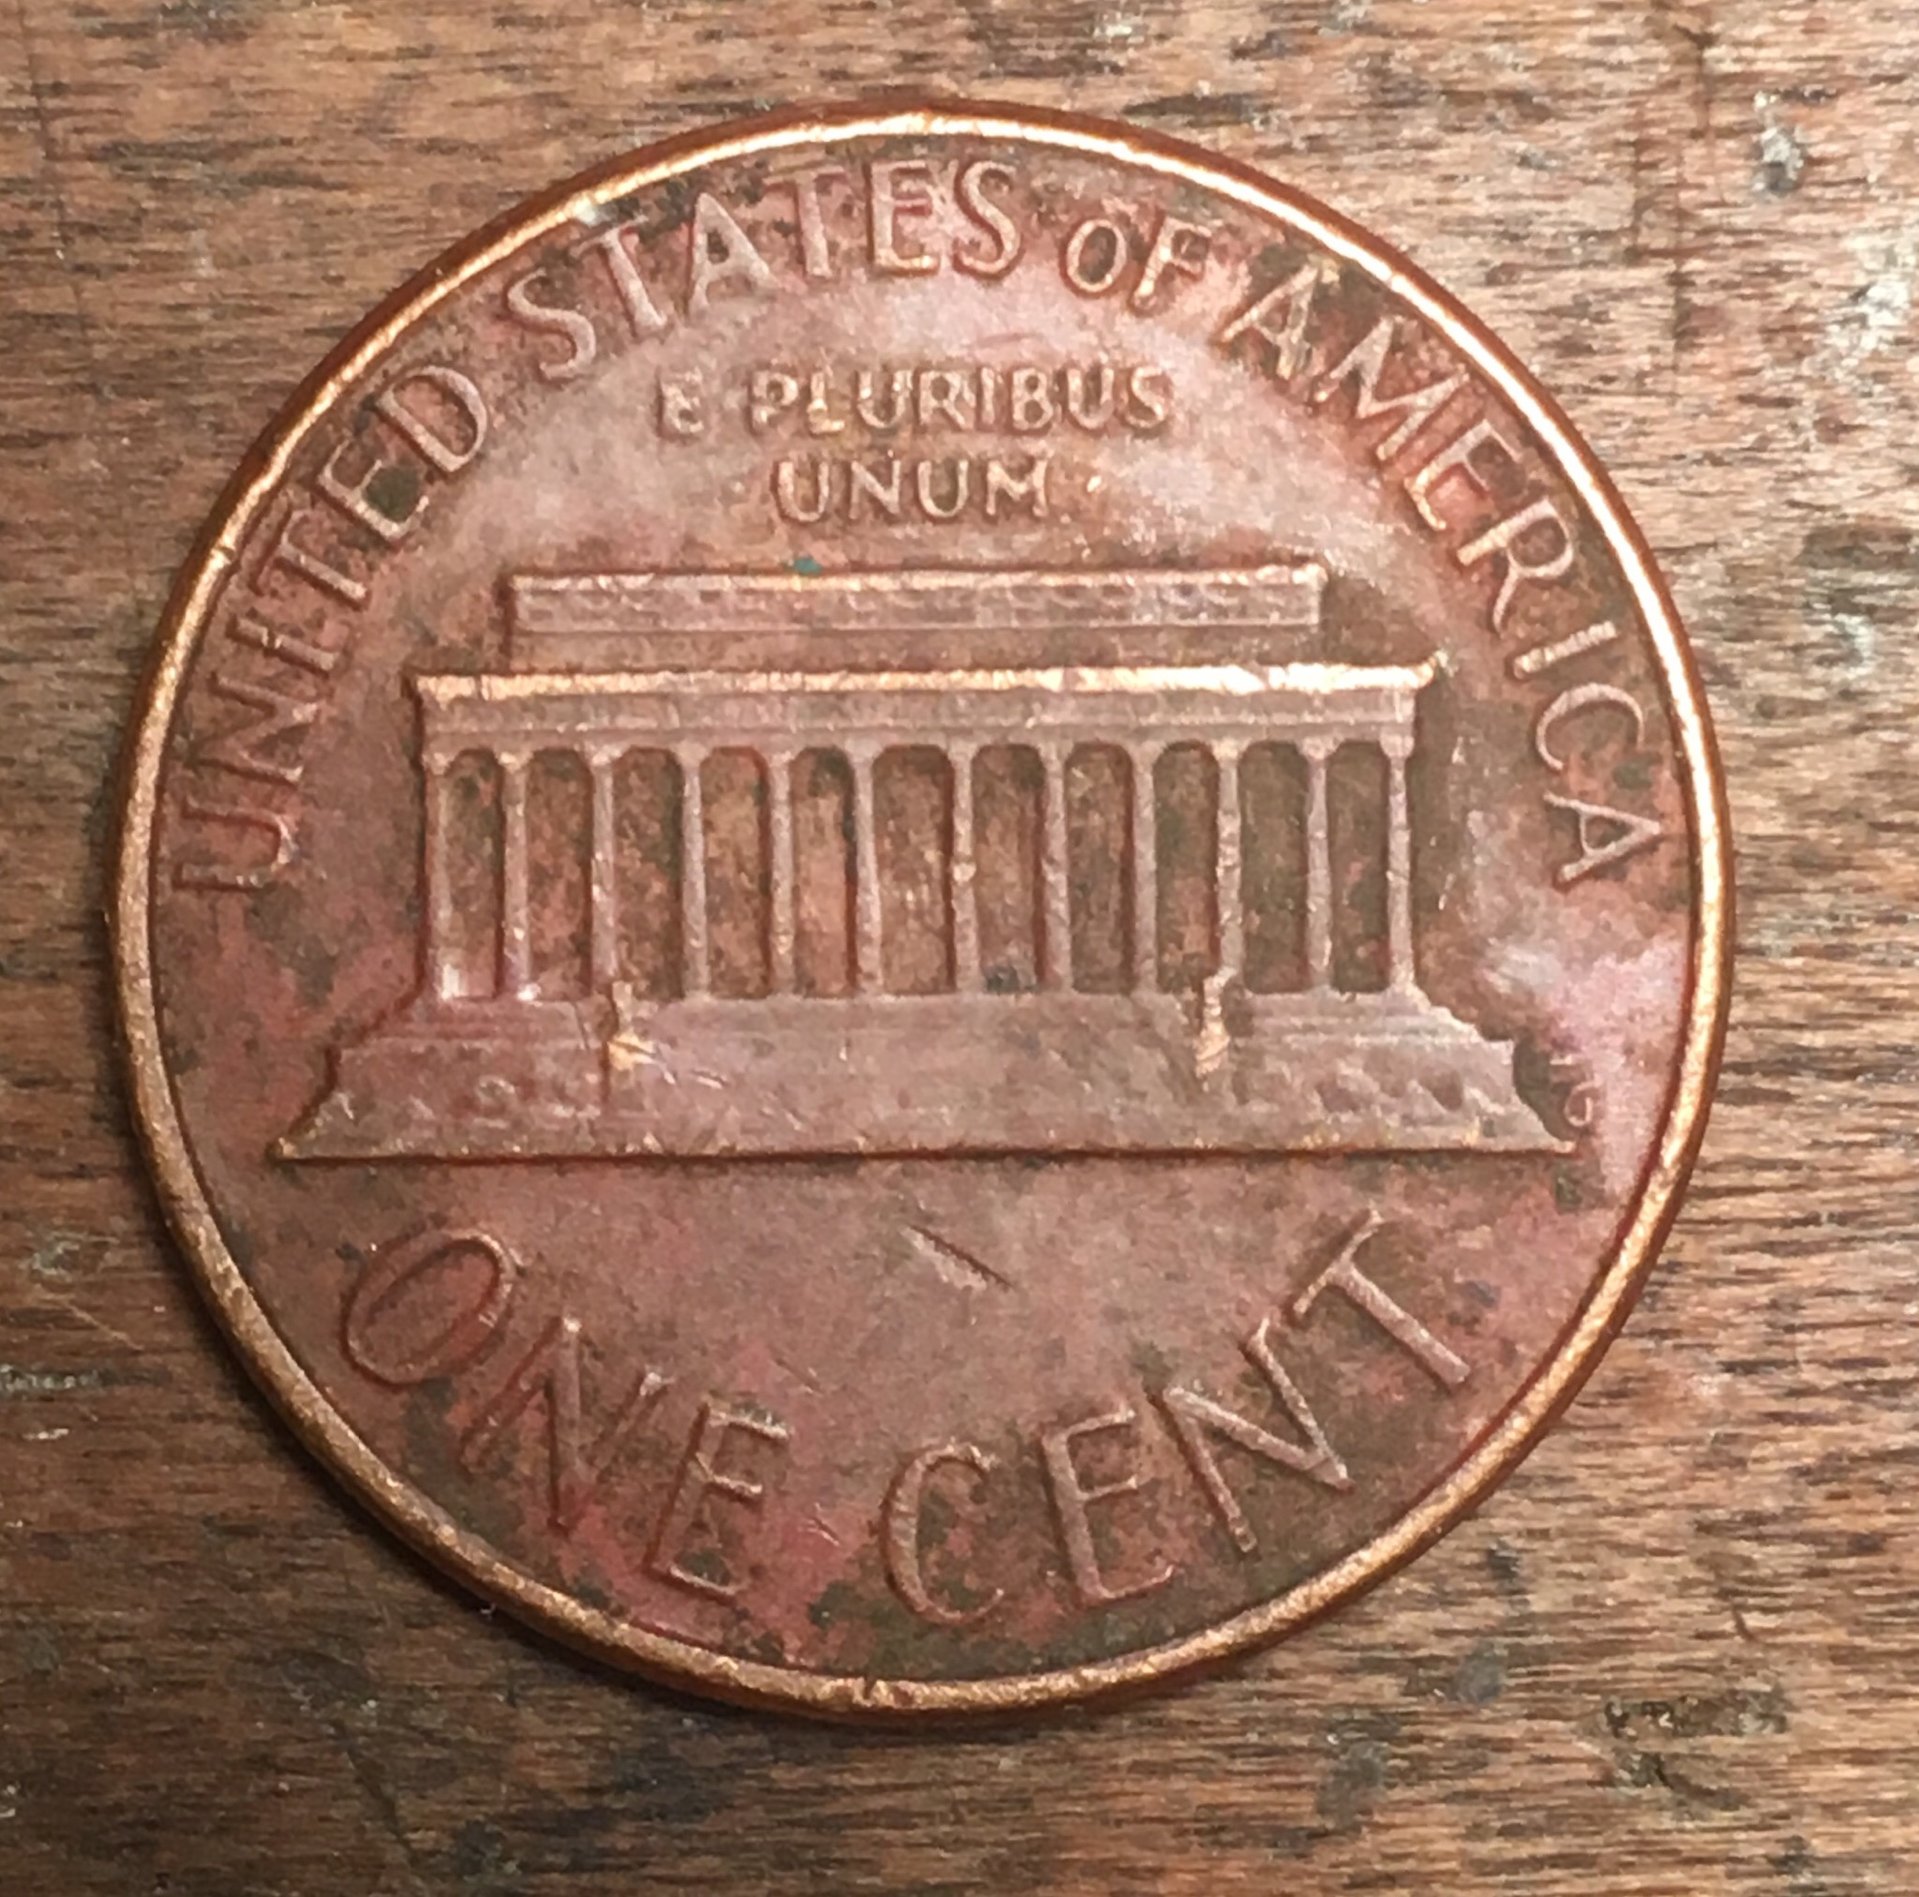 UNITED STATES OF AMERICA
E PLURIBUS
UNUM
ONE CENT